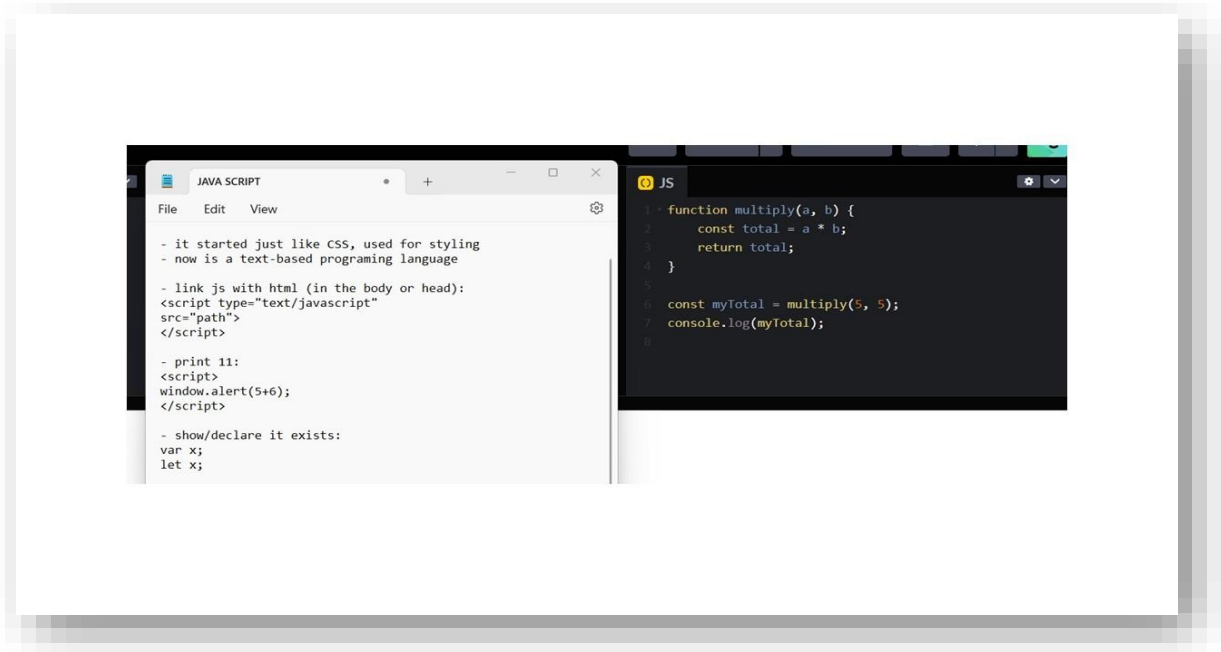 JAVA SCRIPT
File Edit View
- it started just like CSS, used for styling
- now is a text-based programing language
- link js with html (in the body or head):
<script type="text/javascript"
src="path">
</script>
- print 11:
<script>
window.alert(5+6);
</script>
- show/declare it exists:
var x;
let x;
JS
1 function multiply(a, b) {
2 const total = a * b;
3 return total;
4 }
5
6 const myTotal = multiply(5, 5);
7 console.log(myTotal);
8